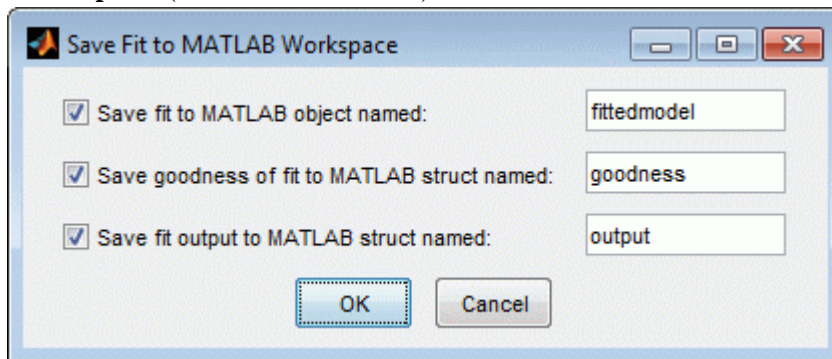 Save Fit to MATLAB Workspace
Save fit to MATLAB object named: fittedmodel
Save goodness of fit to MATLAB struct named: goodness
Save fit output to MATLAB struct named: output
OK Cancel